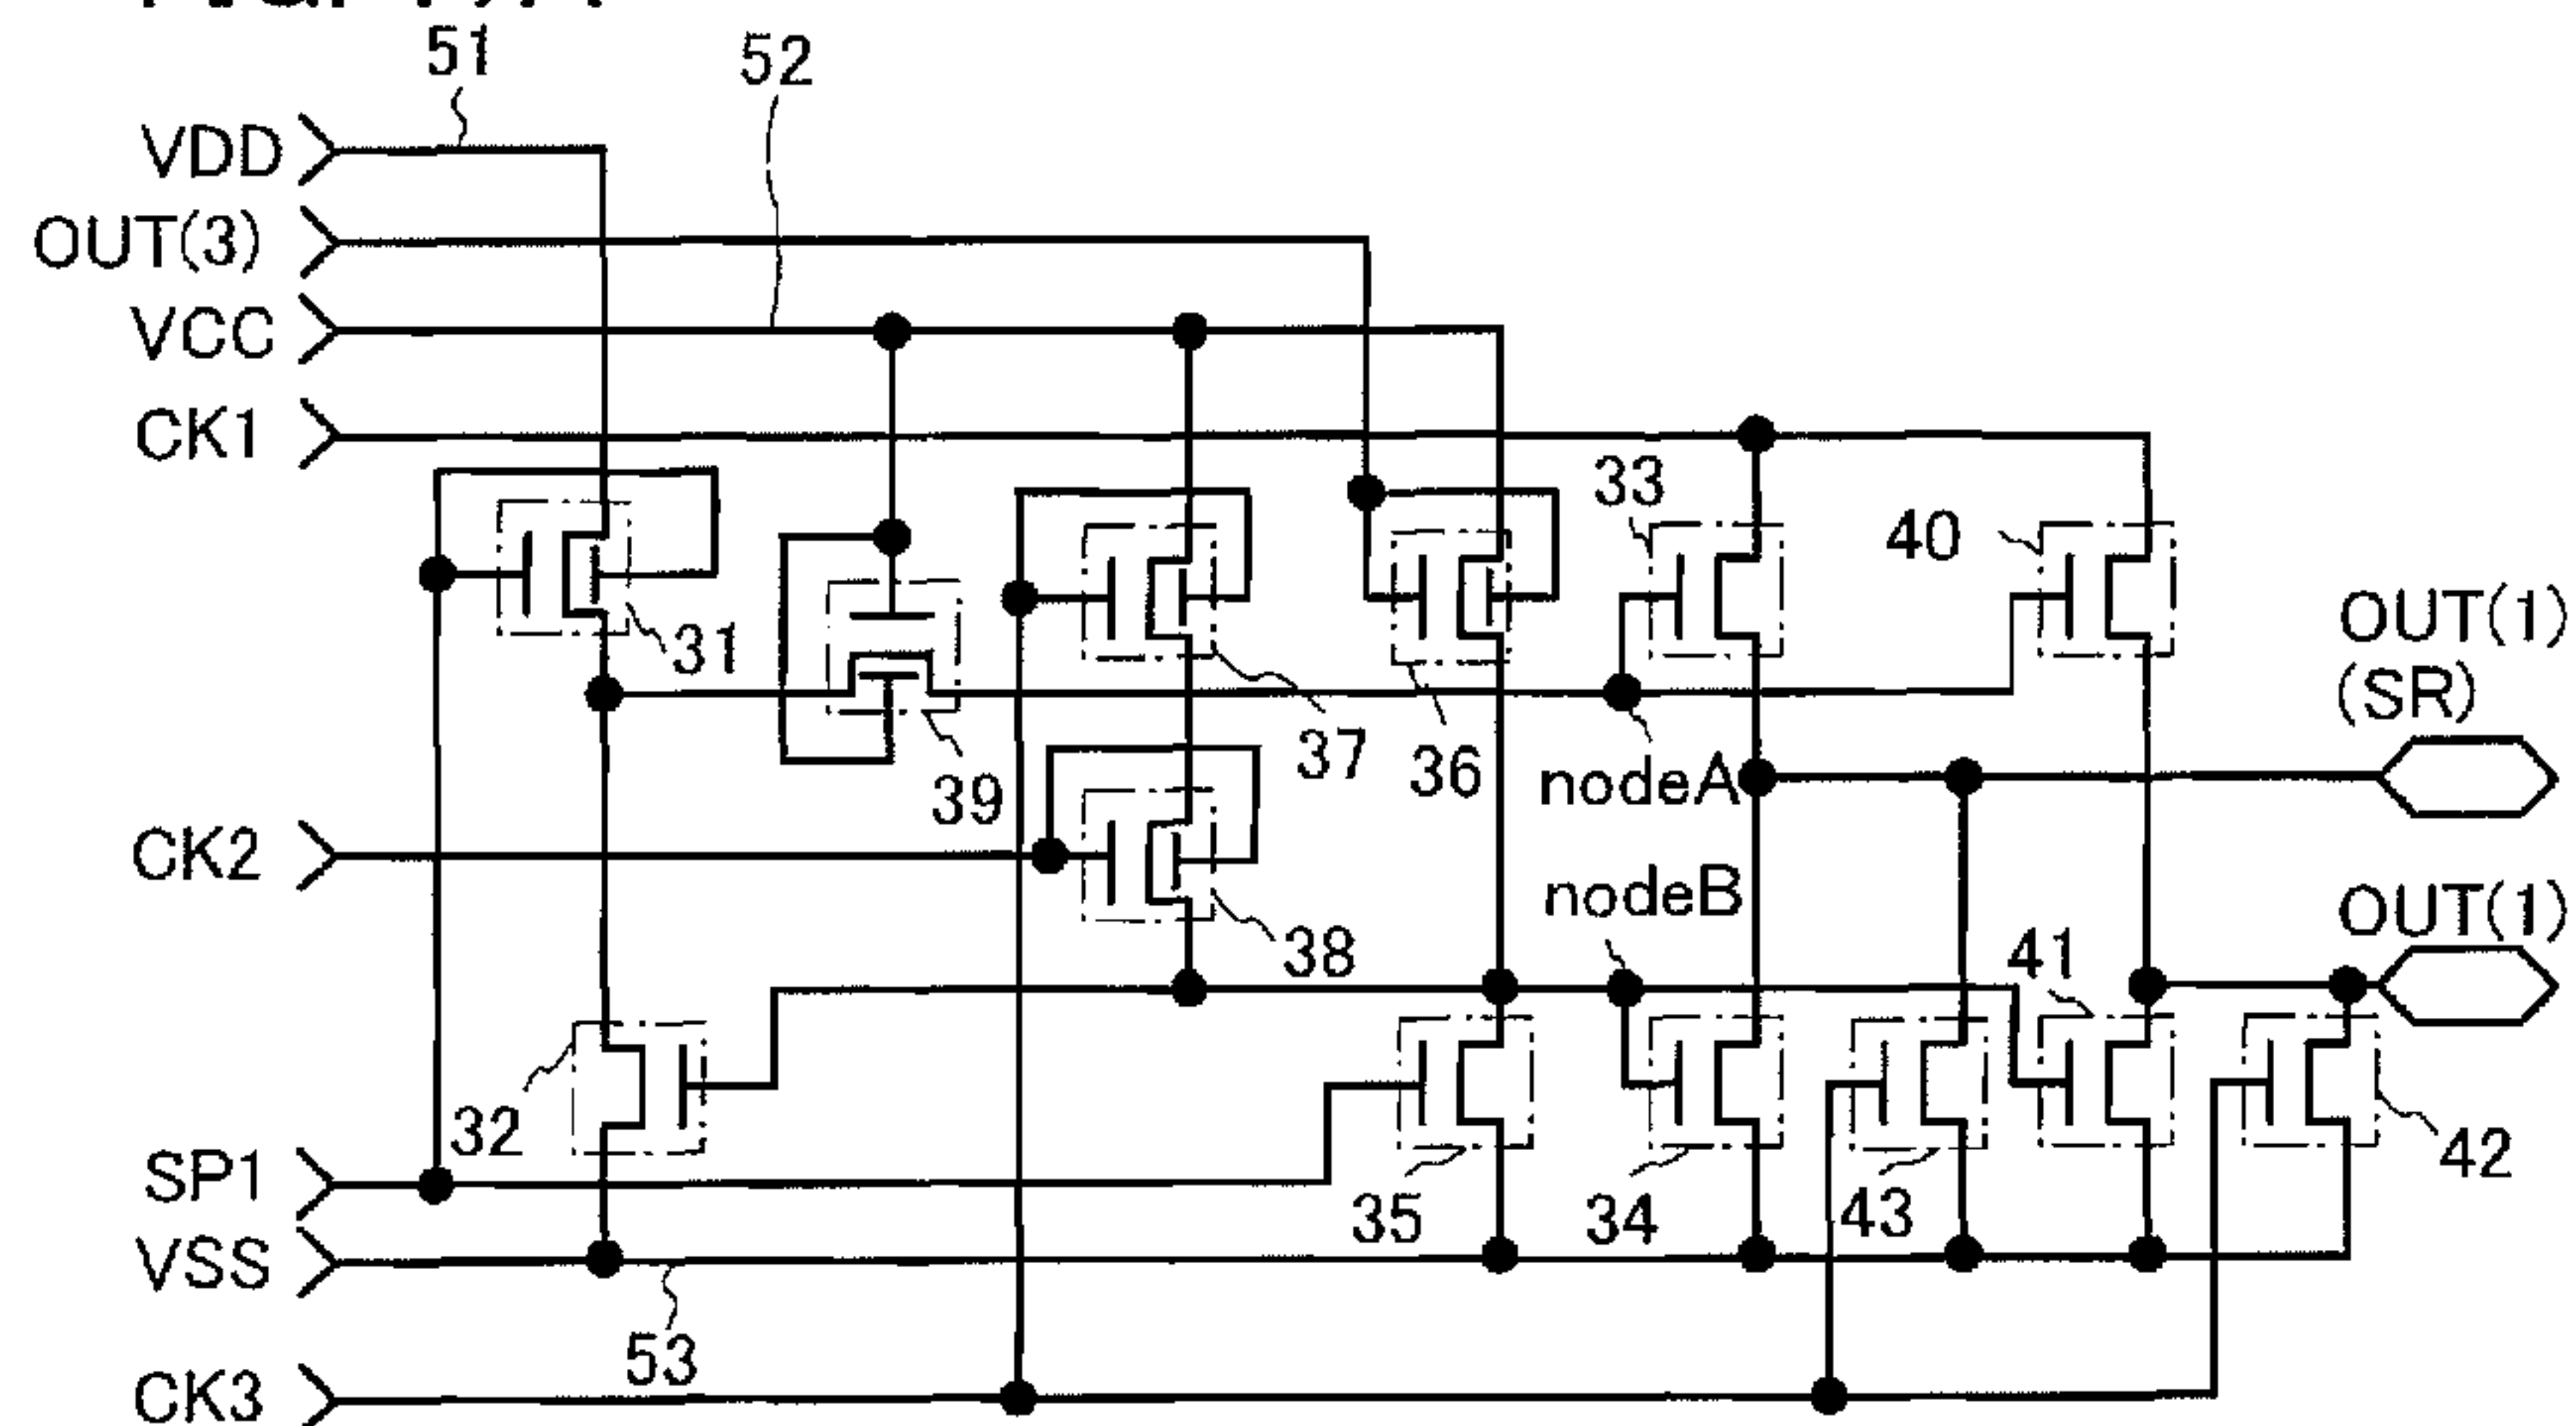 51
52
VDD
OUT(3)
VCC
CK1
33
40
OUT(1)
(SR)
31
37
36
39
nodeA
CK2
nodeB
OUT(1)
38
41
32
SP1
35
34
43
42
VSS
53
CK3